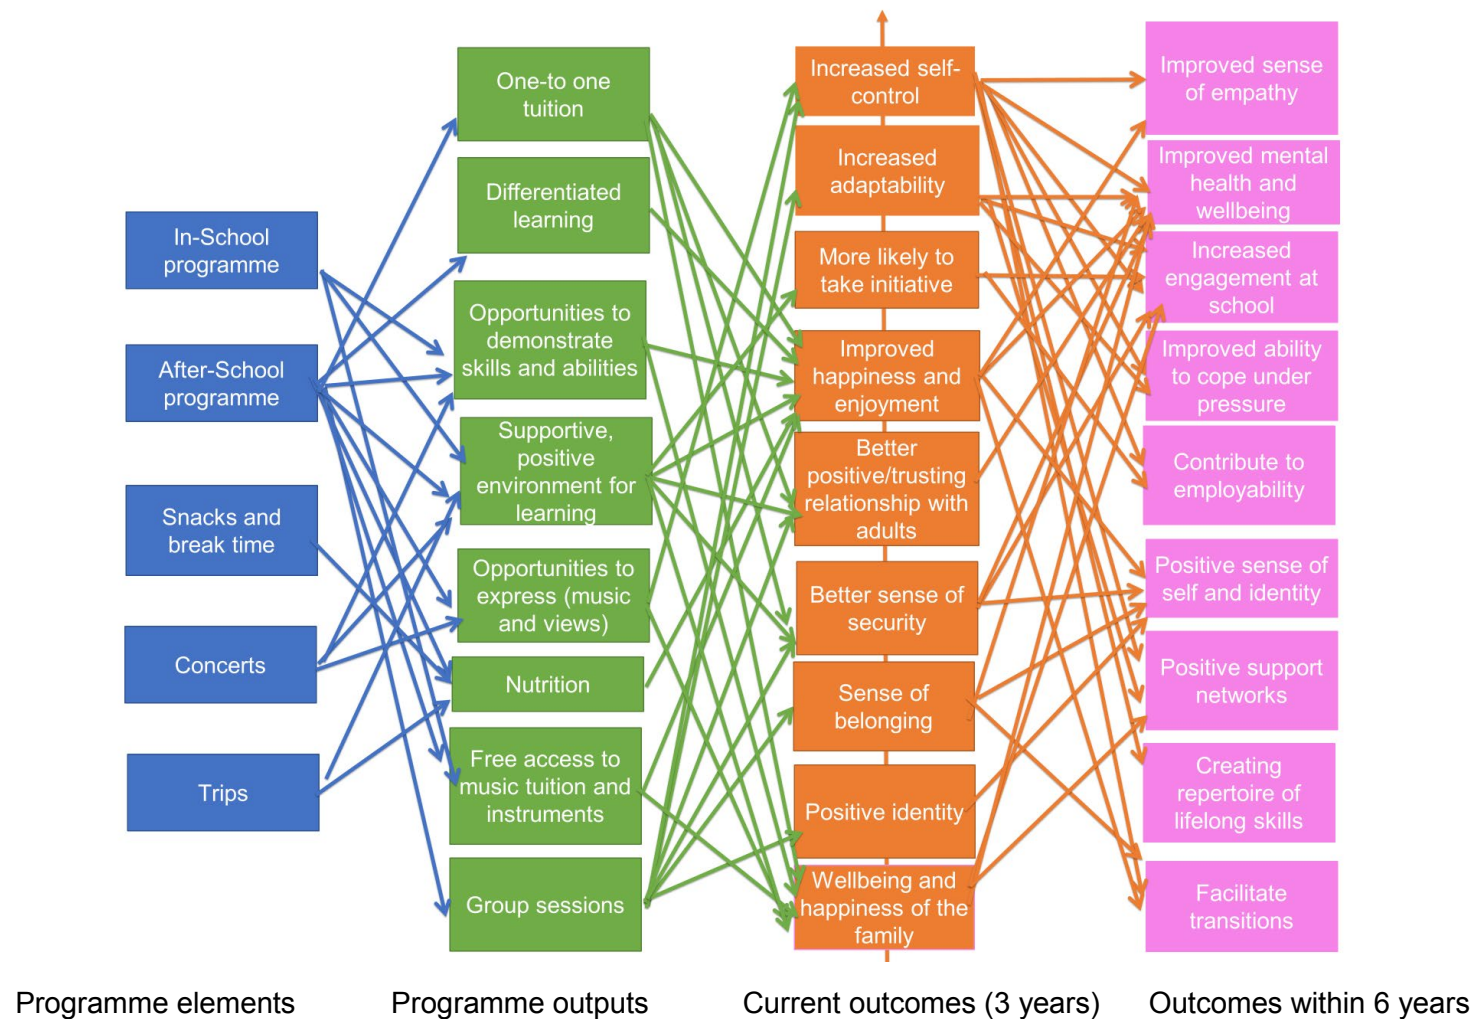 One-to one
tuition
Differentiated
learning
In-School
programme
Opportunities to
demonstrate
skills and abilities
After-School
programme
Supportive,
positive
environment for
learning
Snacks and
break time
Opportunities to
express (music
and views)
Concerts
Nutrition
Trips
Free access to
music tuition and
instruments
Group sessions
Increased self-
control
Increased
adaptability
More likely to
take initiative
Improved
happiness and
enjoyment
Better
positive/trusting
relationship with
adults
Better sense of
security
Sense of
belonging
Positive identity
Wellbeing and
happiness of the
family
Improved sense
of empathy
Improved mental
health and
wellbeing
Increased
engagement at
school
Improved ability
to cope under
pressure
Contribute to
employability
Positive sense of
self and identity
Positive support
networks
Creating
repertoire of
lifelong skills
Facilitate
transitions
Programme elements
Programme outputs
Current outcomes (3 years)
Outcomes within 6 years